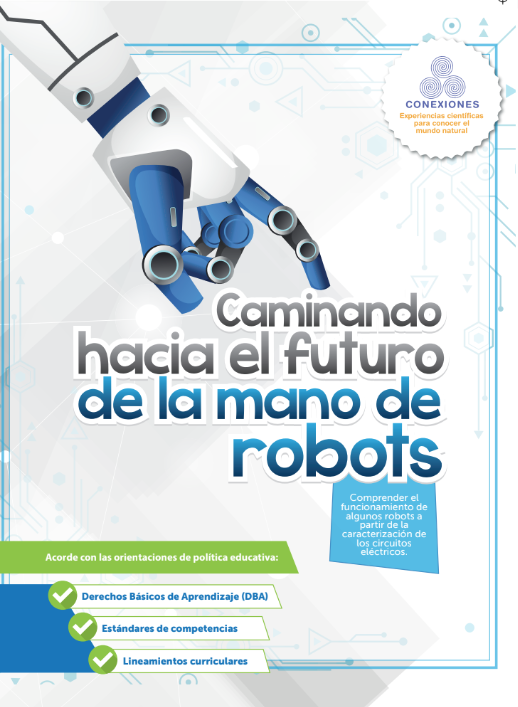 CONEXIONES
Experiencias científicas
para conocer el
mundo natural
Caminando
hacia el futuro
de la mano de
robots
Comprender el
funcionamiento de
algunos robots a
partir de la
caracterización de
los circuitos
eléctricos.
Acorde con las orientaciones de política educativa:
Derechos Básicos de Aprendizaje (DBA)
Estándares de competencias
Lineamientos curriculares